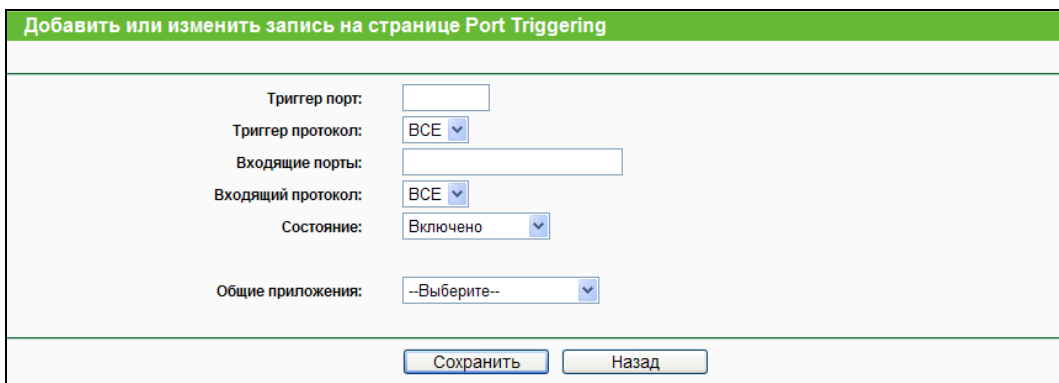 Добавить или изменить запись на странице Port Triggering
Триггер порт:
Триггер протокол: ВСЕ
Входящие порты:
Входящий протокол: ВСЕ
Состояние: Включено
Общие приложения: --Выберите--
Сохранить Назад